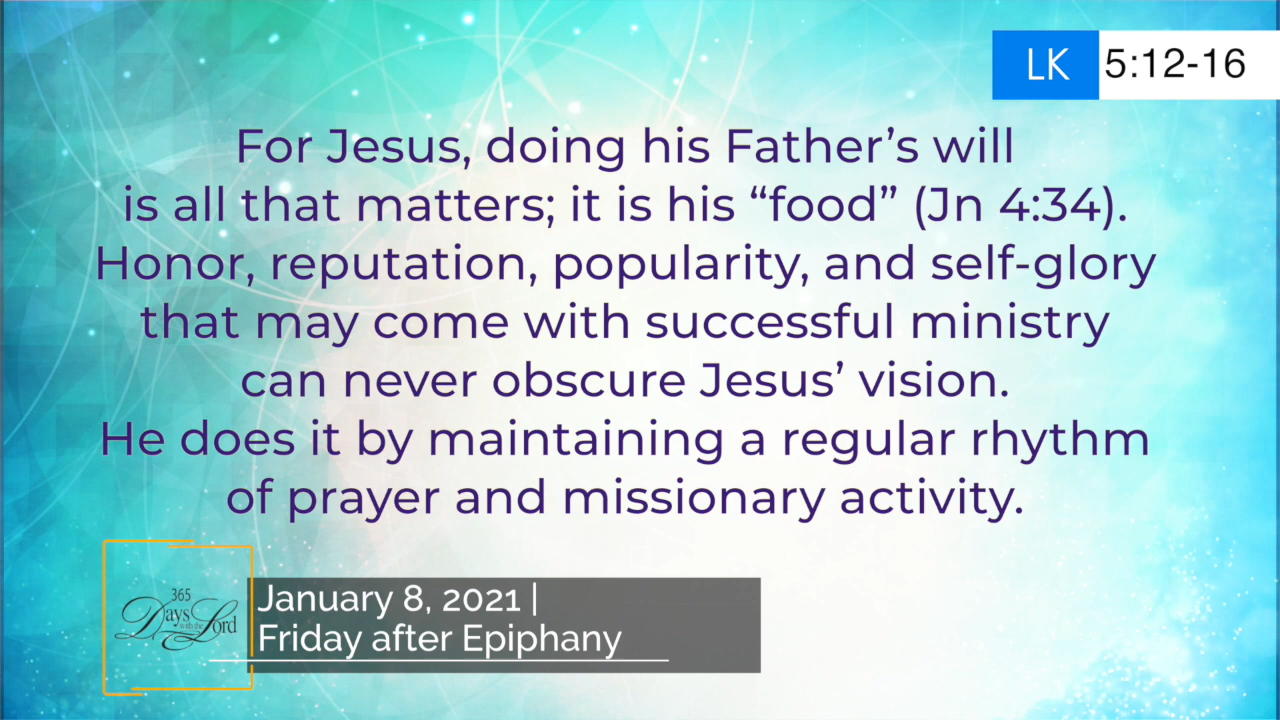 LK 5:12-16
For Jesus, doing his Father’s will
is all that matters; it is his “food” (Jn 4:34).
Honor, reputation, popularity, and self-glory
that may come with successful ministry
can never obscure Jesus’ vision.
He does it by maintaining a regular rhythm
of prayer and missionary activity.
365
Days with the Lord
January 8, 2021 |
Friday after Epiphany